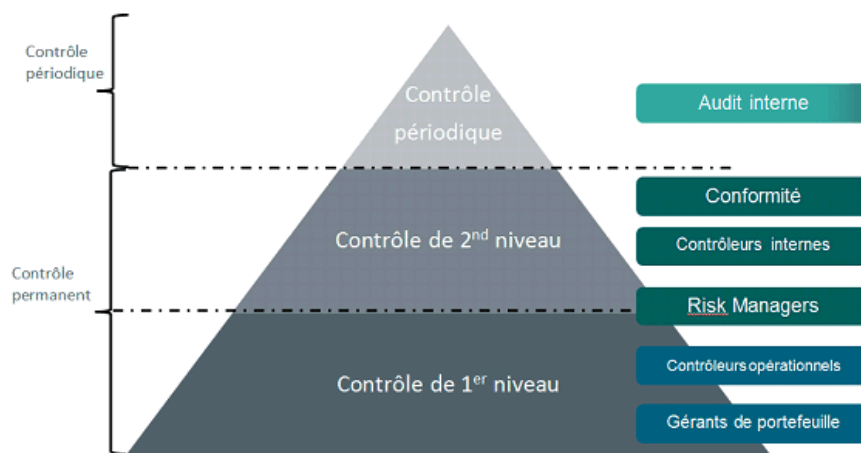 Contrôle
périodique
Contrôle
périodique
Audit interne
Conformité
Contrôle de 2nd niveau
Contrôleurs internes
Contrôle
permanent
Risk Managers
Contrôleurs opérationnels
Contrôle de 1er niveau
Gérants de portefeuille